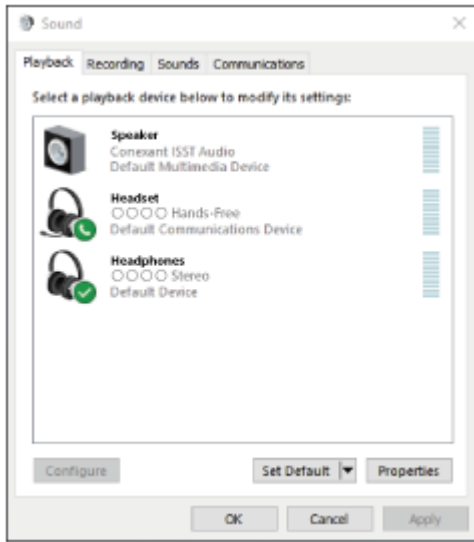 Sound
Playback Recording Sounds Communications
Select a playback device below to modify its settings:
Speaker
Conexant ISST Audio
Default Multimedia Device
Headset
○○○○ Hands-Free
Default Communications Device
Headphones
○○○○ Stereo
Default Device
Configure Set Default Properties
OK Cancel Apply